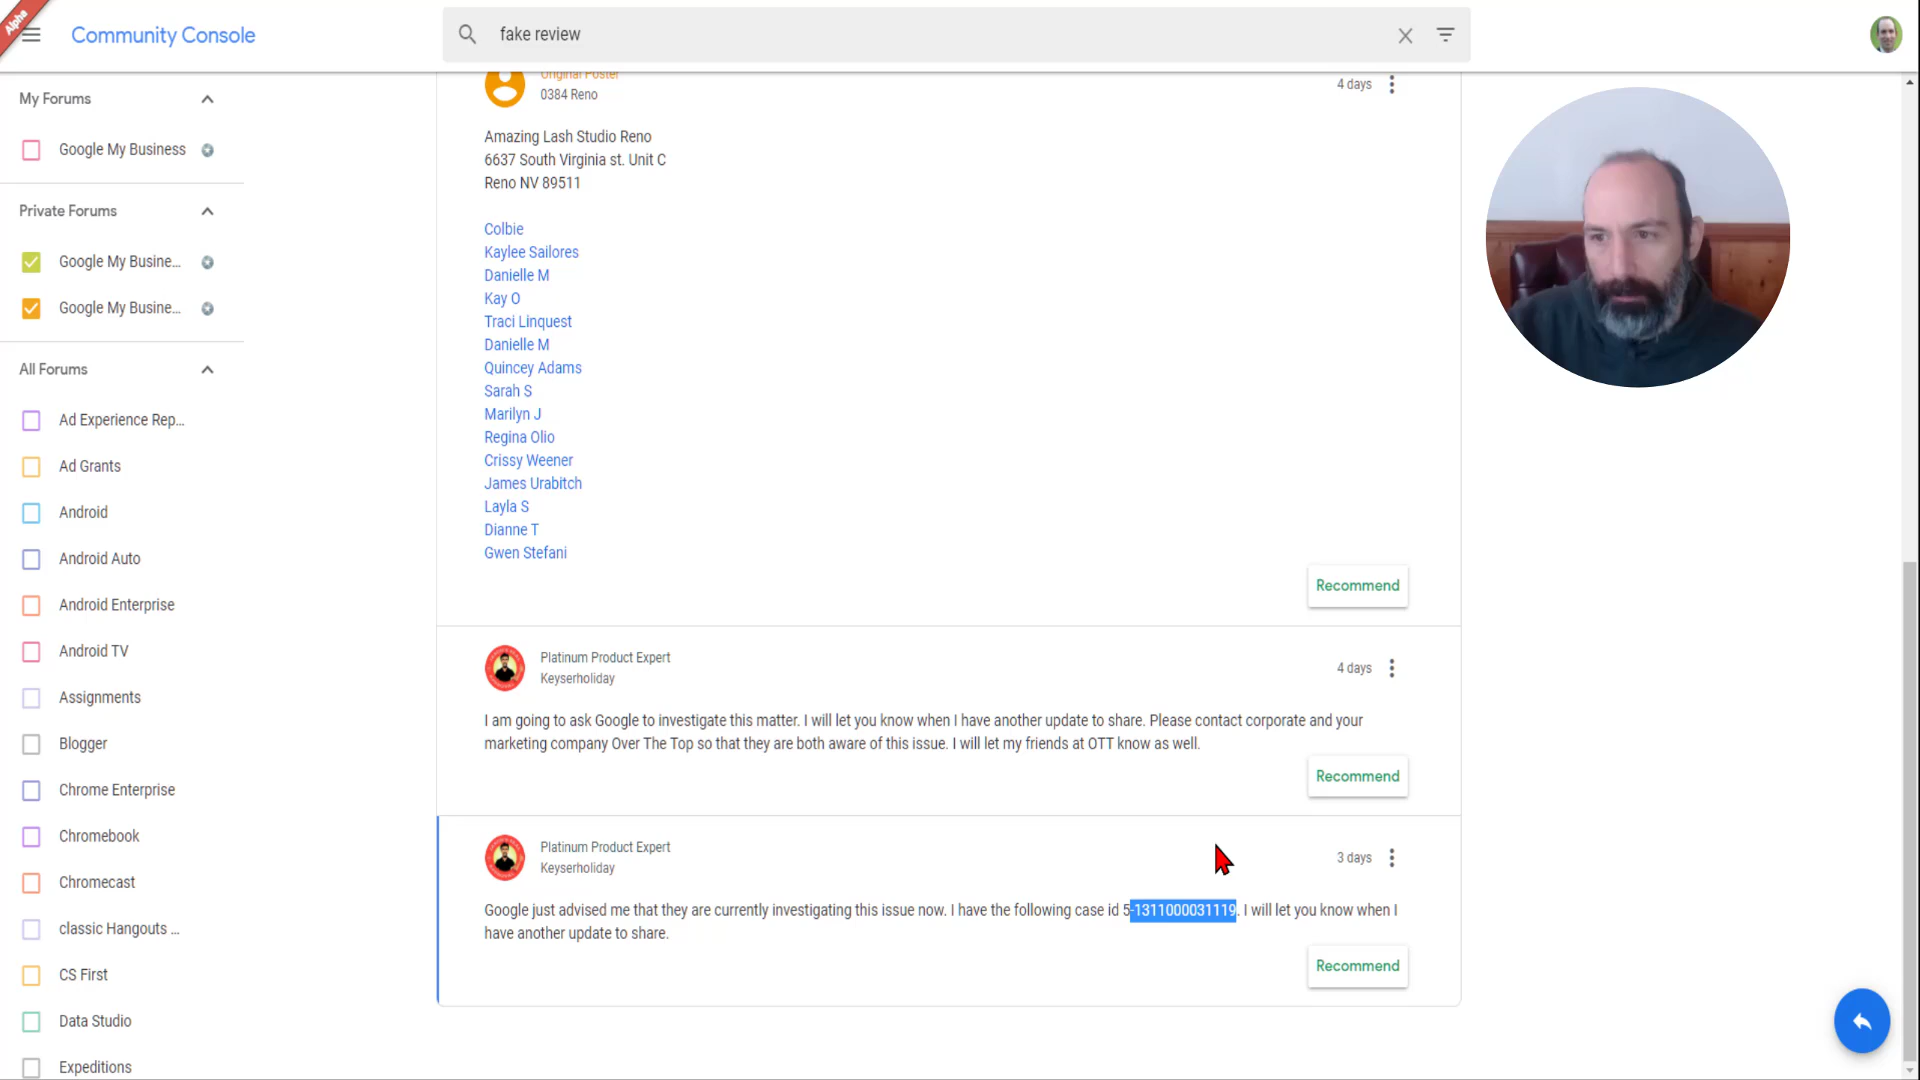 Alpha
Community Console
fake review
My Forums
Google My Business
Private Forums
Google My Busine...
Google My Busine...
All Forums
Ad Experience Rep...
Ad Grants
Android
Android Auto
Android Enterprise
Android TV
Assignments
Blogger
Chrome Enterprise
Chromebook
Chromecast
classic Hangouts ...
CS First
Data Studio
Expeditions
Original Poster
0384 Reno
4 days
Amazing Lash Studio Reno
6637 South Virginia st. Unit C
Reno NV 89511
Colbie
Kaylee Sailores
Danielle M
Kay O
Traci Linquest
Danielle M
Quincey Adams
Sarah S
Marilyn J
Regina Olio
Crissy Weener
James Urabitch
Layla S
Dianne T
Gwen Stefani
Recommend
Platinum Product Expert
Keyserholiday
4 days
I am going to ask Google to investigate this matter. I will let you know when I have another update to share. Please contact corporate and your
marketing company Over The Top so that they are both aware of this issue. I will let my friends at OTT know as well.
Recommend
Platinum Product Expert
Keyserholiday
3 days
Google just advised me that they are currently investigating this issue now. I have the following case id 5-1311000031119. I will let you know when I
have another update to share.
Recommend